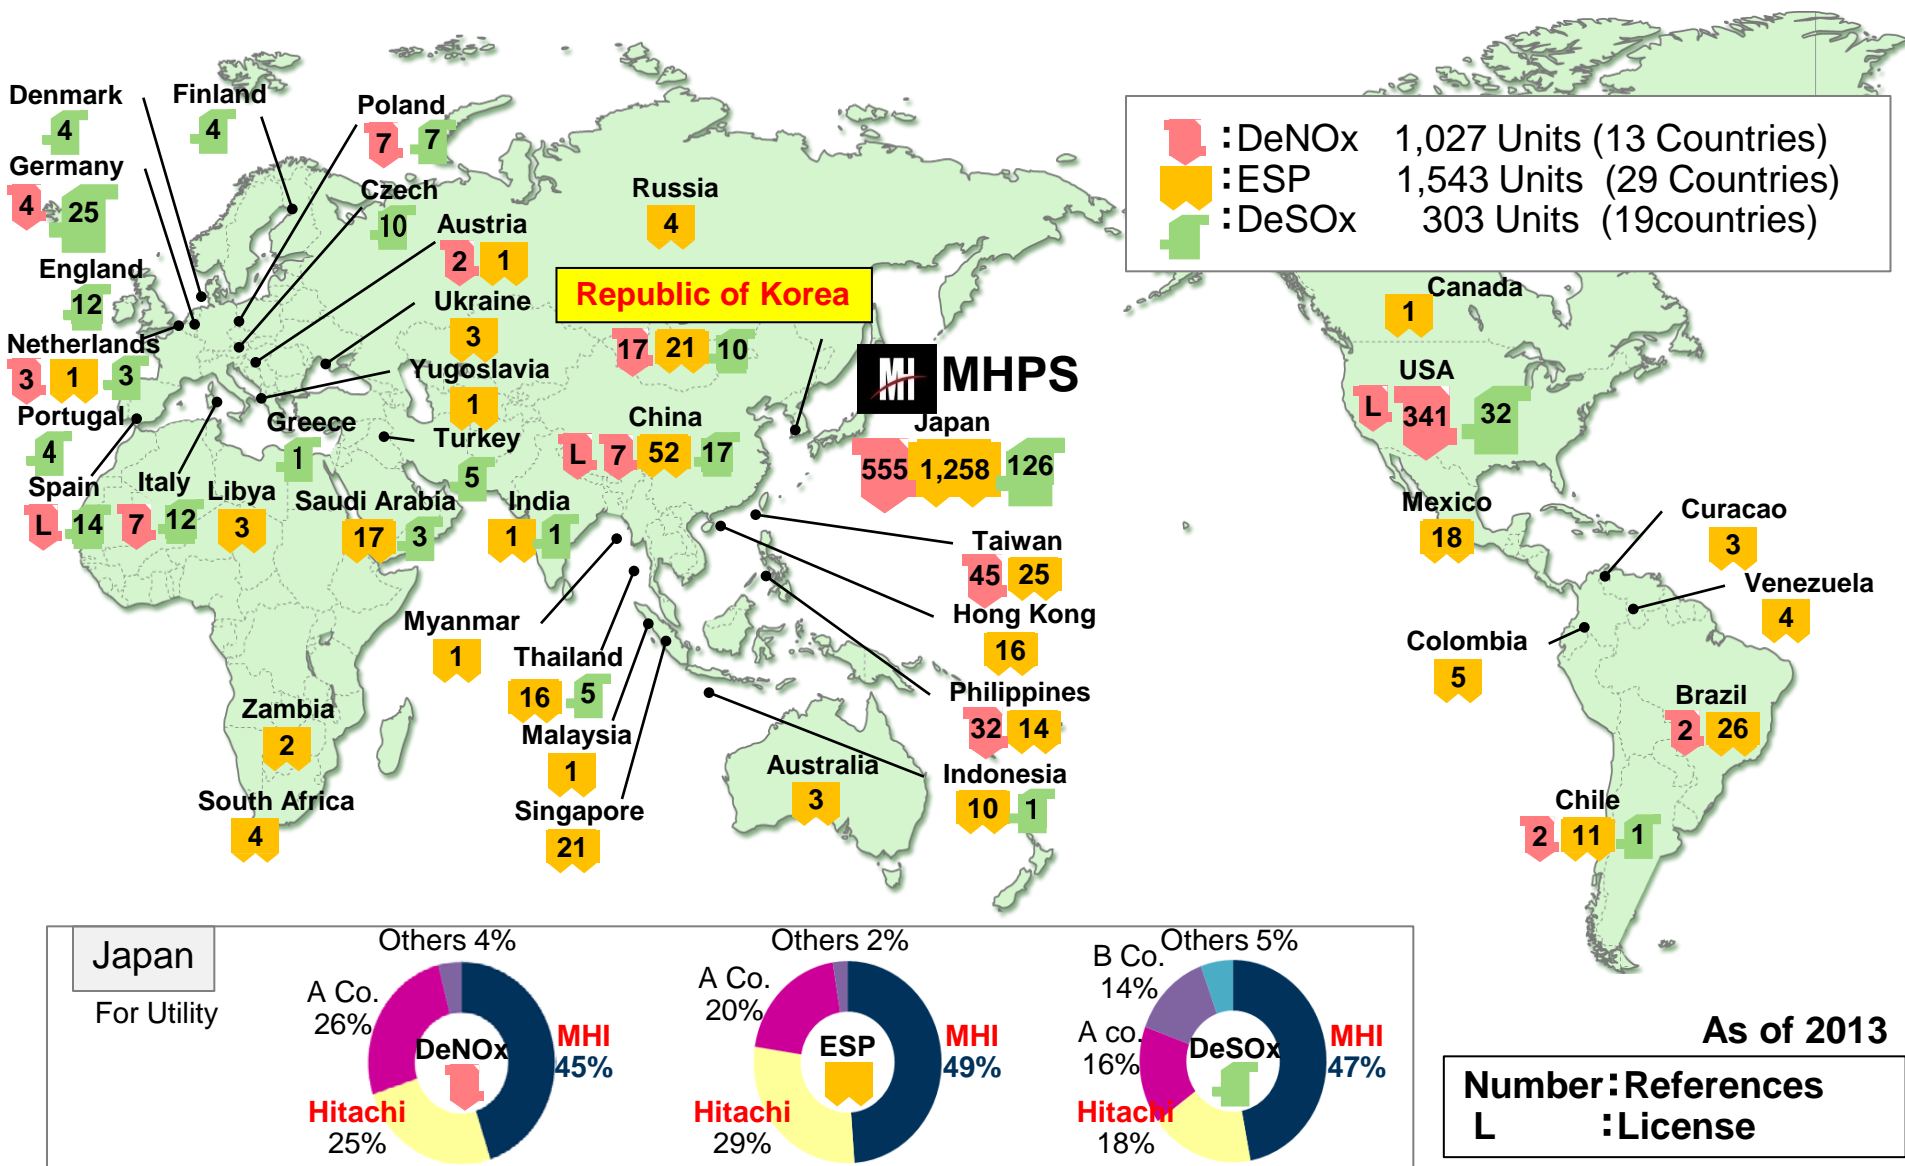 Denmark
4
Finland
4
Poland
7 7
Germany
4 25
Czech
10
Russia
4
Austria
2 1
England
12
Ukraine
3
Republic of Korea
17 21 10
Netherlands
3 1 3
Yugoslavia
1
MH MHPS
Portugal
4
Greece
1
Turkey
5
China
L 7 52 17
Japan
555 1,258 126
Spain
L 14
Italy
7 12
Libya
3
Saudi Arabia
17 3
India
1 1
Taiwan
45 25
Myanmar
1
Hong Kong
16
Thailand
16 5
Philippines
32 14
Zambia
2
Malaysia
1
Australia
3
Indonesia
10 1
South Africa
4
Singapore
21
:DeNOx 1,027 Units (13 Countries)
:ESP 1,543 Units (29 Countries)
:DeSOx 303 Units (19countries)
Canada
1
USA
L 341 32
Mexico
18
Curacao
3
Venezuela
4
Colombia
5
Brazil
2 26
Chile
2 11 1
Japan
For Utility
Others 4%
A Co.
26%
DeNOx
MHI
45%
Hitachi
25%
Others 2%
A Co.
20%
ESP
MHI
49%
Hitachi
29%
Others 5%
B Co.
14%
A co.
16%
DeSOx
MHI
47%
Hitachi
18%
As of 2013
Number:References
L :License